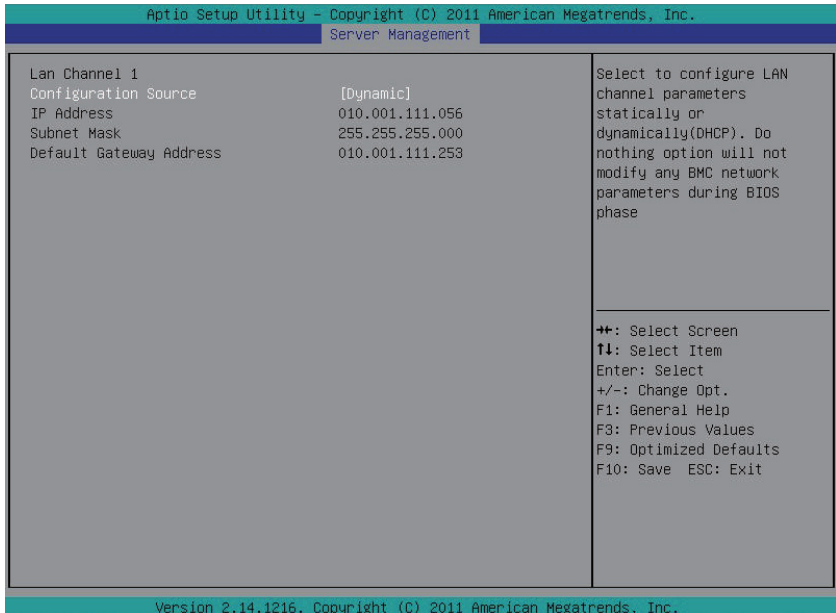 Aptio Setup Utility – Copyright (C) 2011 American Megatrends, Inc.
Server Management
Lan Channel 1
Configuration Source [Dynamic]
IP Address 010.001.111.056
Subnet Mask 255.255.255.000
Default Gateway Address 010.001.111.253
Select to configure LAN
channel parameters
statically or
dynamically(DHCP). Do
nothing option will not
modify any BMC network
parameters during BIOS
phase
→←: Select Screen
↑↓: Select Item
Enter: Select
+/-: Change Opt.
F1: General Help
F3: Previous Values
F9: Optimized Defaults
F10: Save ESC: Exit
Version 2.14.1216. Copyright (C) 2011 American Megatrends, Inc.